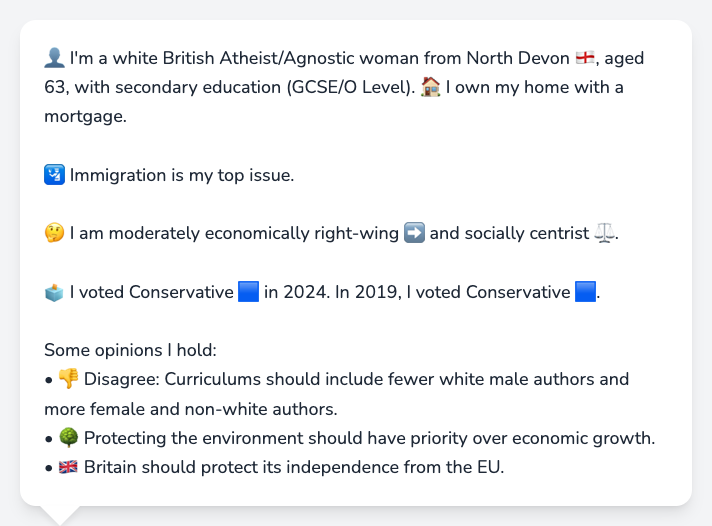 👤 I'm a white British Atheist/Agnostic woman from North Devon 🏴󠁧󠁢󠁥󠁮󠁧󠁿, aged
63, with secondary education (GCSE/O Level). 🏠 I own my home with a
mortgage.
🛂 Immigration is my top issue.
🤔 I am moderately economically right-wing ➡️ and socially centrist ⚖️.
🗳️ I voted Conservative 🟦 in 2024. In 2019, I voted Conservative 🟦.
Some opinions I hold:
• 👎 Disagree: Curriculums should include fewer white male authors and
more female and non-white authors.
• 🌳 Protecting the environment should have priority over economic growth.
• 🇬🇧 Britain should protect its independence from the EU.